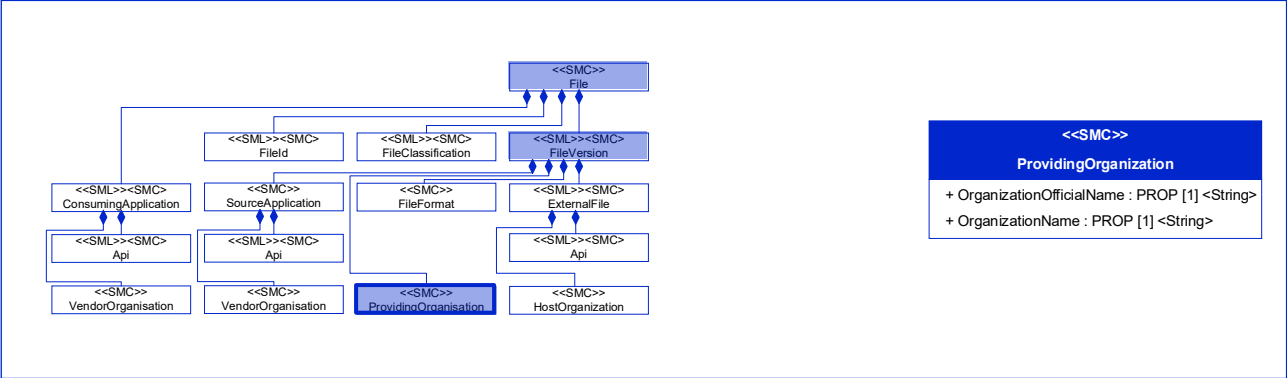 <<SMC>>
File
<<SML>><SMC>
FileId
<<SML>><SMC>
FileClassification
<<SML>><SMC>
FileVersion
<<SML>><SMC>
ConsumingApplication
<<SMC>>
SourceApplication
<<SMC>>
FileFormat
<<SML>><SMC>
ExternalFile
<<SML>><SMC>
Api
<<SML>><SMC>
Api
<<SML>><SMC>
Api
<<SMC>>
VendorOrganisation
<<SMC>>
VendorOrganisation
<<SMC>>
ProvidingOrganisation
<<SMC>>
HostOrganization
<<SMC>>
ProvidingOrganization
+ OrganizationOfficialName : PROP [1] <String>
+ OrganizationName : PROP [1] <String>